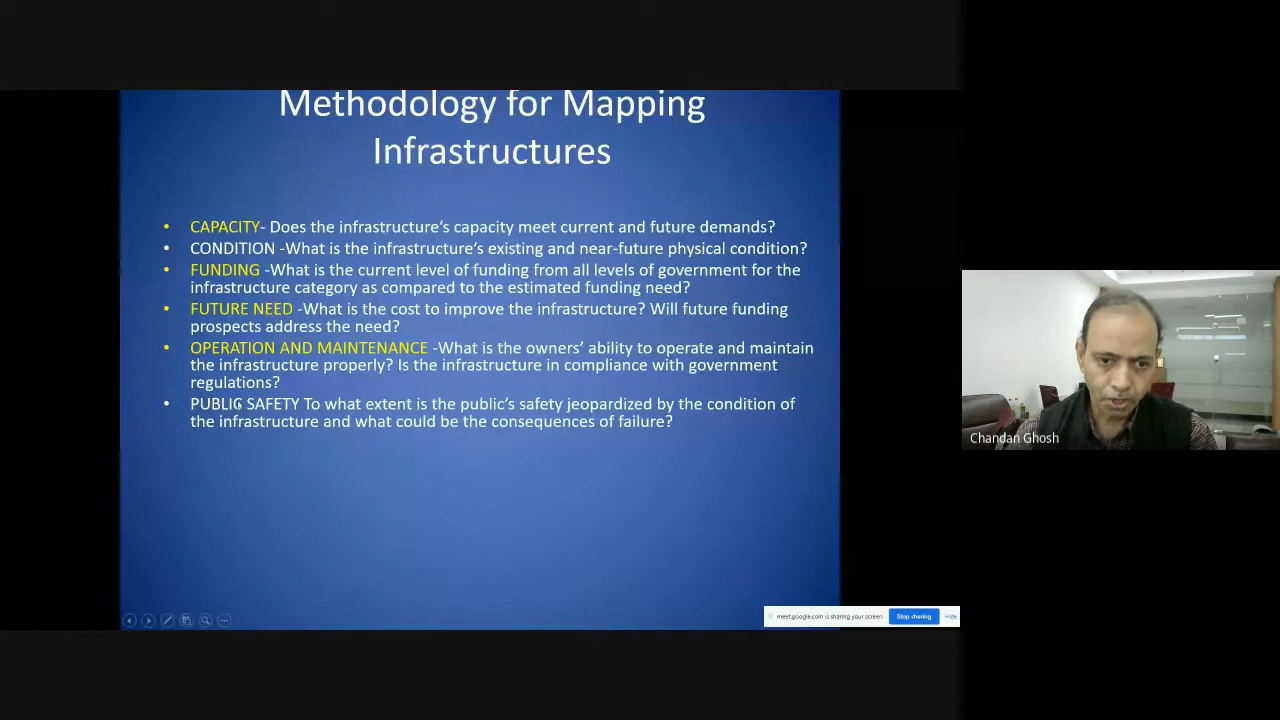 Methodology for Mapping
Infrastructures
• CAPACITY- Does the infrastructure’s capacity meet current and future demands?
• CONDITION -What is the infrastructure’s existing and near-future physical condition?
• FUNDING -What is the current level of funding from all levels of government for the
infrastructure category as compared to the estimated funding need?
• FUTURE NEED -What is the cost to improve the infrastructure? Will future funding
prospects address the need?
• OPERATION AND MAINTENANCE -What is the owners’ ability to operate and maintain
the infrastructure properly? Is the infrastructure in compliance with government
regulations?
• PUBLIC SAFETY To what extent is the public’s safety jeopardized by the condition of
the infrastructure and what could be the consequences of failure?
Chandan Ghosh
meet.google.com is sharing your screen. Stop sharing Hide